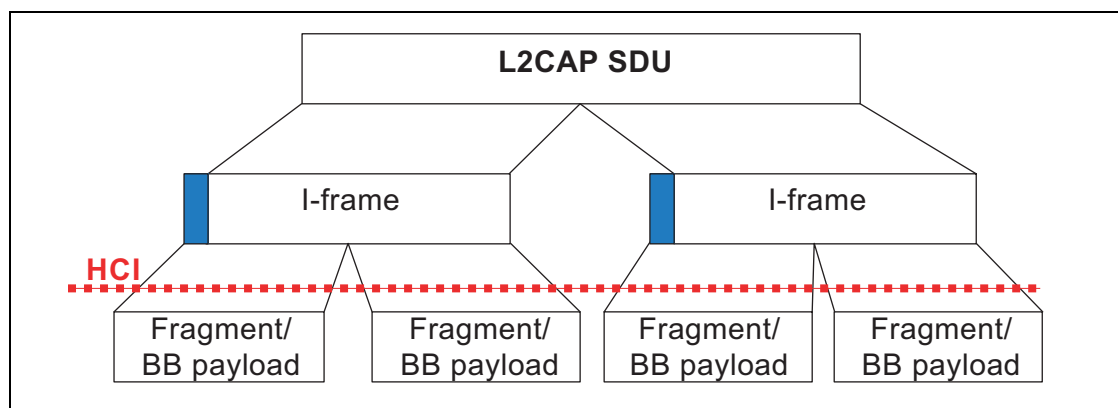 L2CAP SDU
I-frame
I-frame
HCI
Fragment/
BB payload
Fragment/
BB payload
Fragment/
BB payload
Fragment/
BB payload